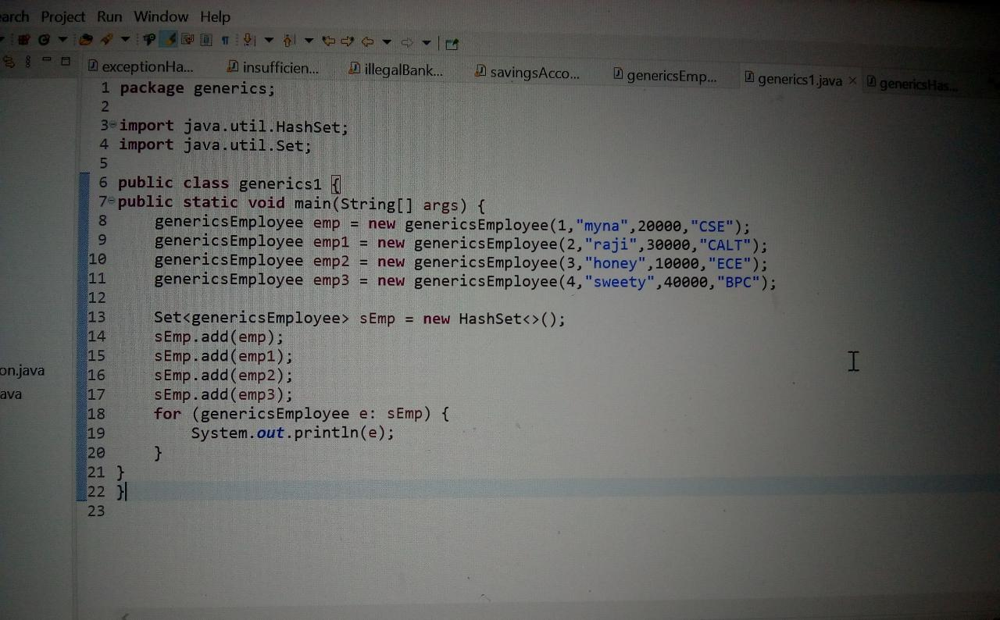 Project Run Window Help
exceptionHa... insufficien... illegalBank... savingsAcco... genericsEmp... generics1.java genericsHas...
1 package generics;
2
3 import java.util.HashSet;
4 import java.util.Set;
5
6 public class generics1 {
7 public static void main(String[] args) {
8 genericsEmployee emp = new genericsEmployee(1,"myna",20000,"CSE");
9 genericsEmployee emp1 = new genericsEmployee(2,"raji",30000,"CALT");
10 genericsEmployee emp2 = new genericsEmployee(3,"honey",10000,"ECE");
11 genericsEmployee emp3 = new genericsEmployee(4,"sweety",40000,"BPC");
12
13 Set<genericsEmployee> sEmp = new HashSet<>();
14 sEmp.add(emp);
15 sEmp.add(emp1);
on.java
16 sEmp.add(emp2);
ava
17 sEmp.add(emp3);
18 for (genericsEmployee e: sEmp) {
19 System.out.println(e);
20 }
21 }
22 }
23